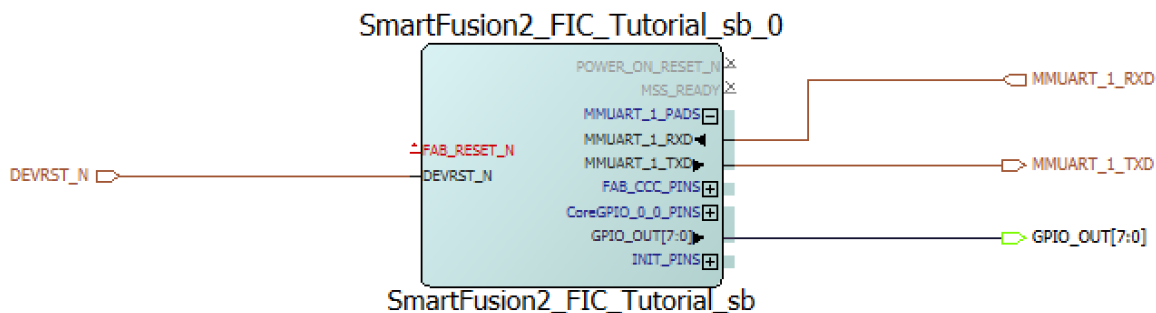 SmartFusion2_FIC_Tutorial_sb_0
POWER_ON_RESET_N
MSS_READY
MMUART_1_RXD
MMUART_1_PADS
MMUART_1_RXD
FAB_RESET_N
MMUART_1_TXD
MMUART_1_TXD
DEVRST_N
DEVRST_N
FAB_CCC_PINS
CoreGPIO_0_0_PINS
GPIO_OUT[7:0]
GPIO_OUT[7:0]
INIT_PINS
SmartFusion2_FIC_Tutorial_sb